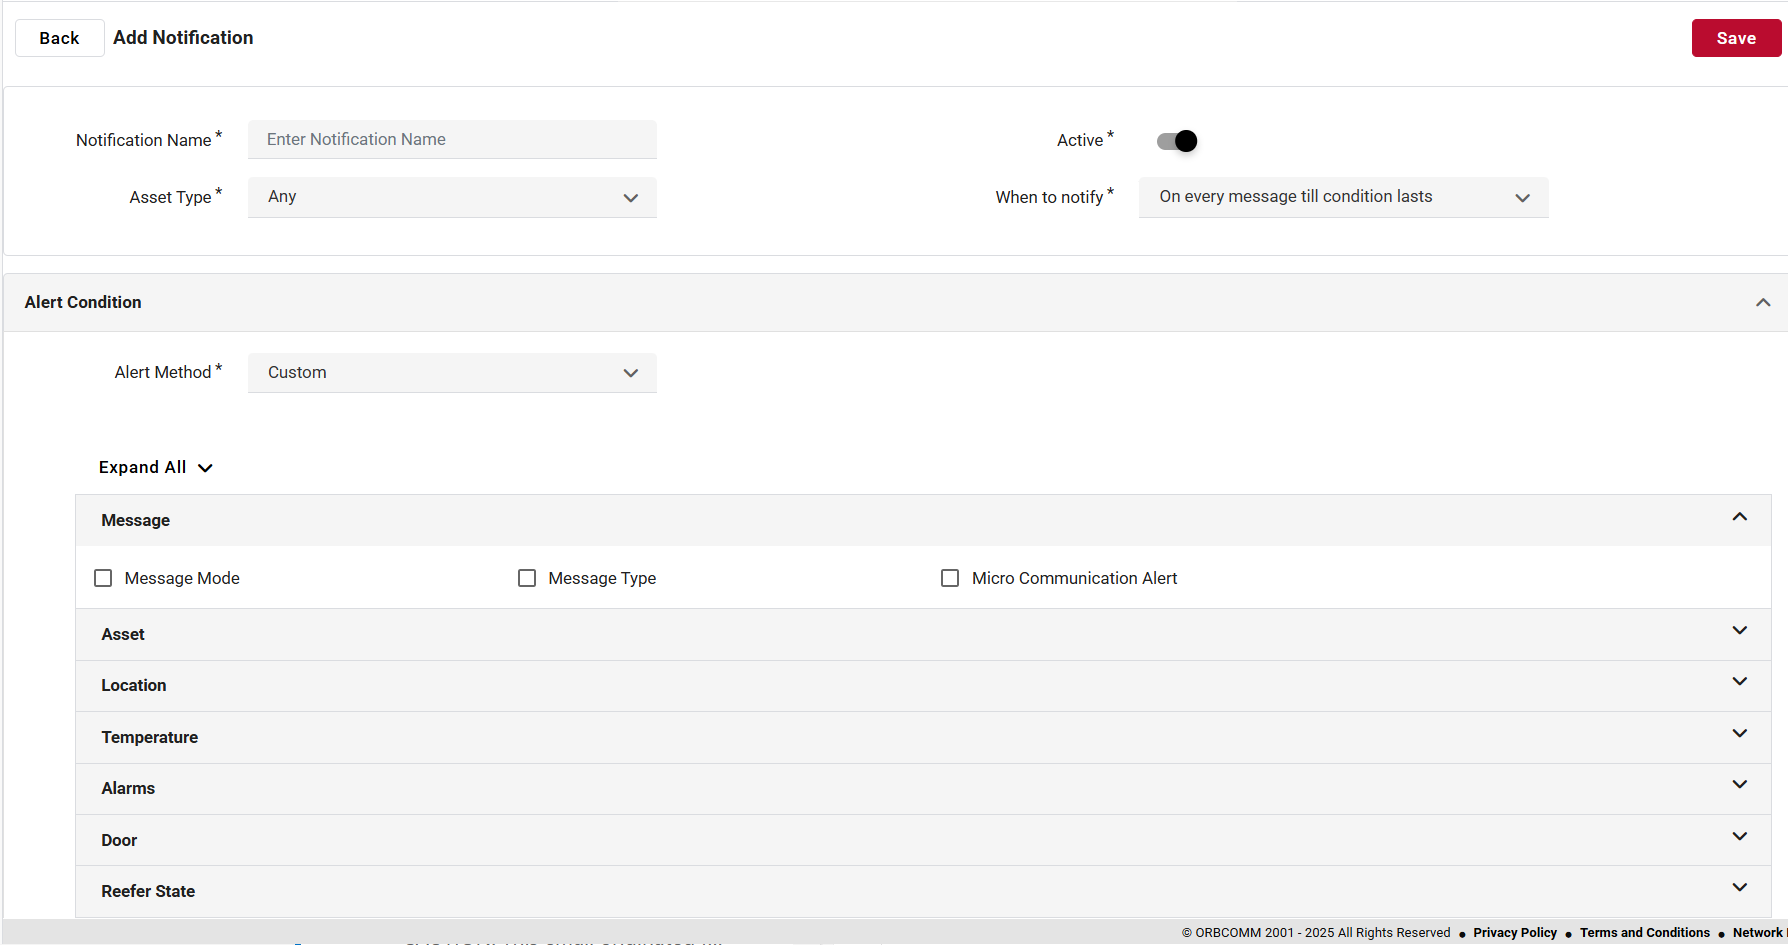 Back Add Notification Save
Notification Name * Enter Notification Name Active *
Asset Type * Any When to notify * On every message till condition lasts
Alert Condition
Alert Method * Custom
Expand All
Message
Message Mode Message Type Micro Communication Alert
Asset
Location
Temperature
Alarms
Door
Reefer State
© ORBCOMM 2001 - 2025 All Rights Reserved ● Privacy Policy ● Terms and Conditions ● Network